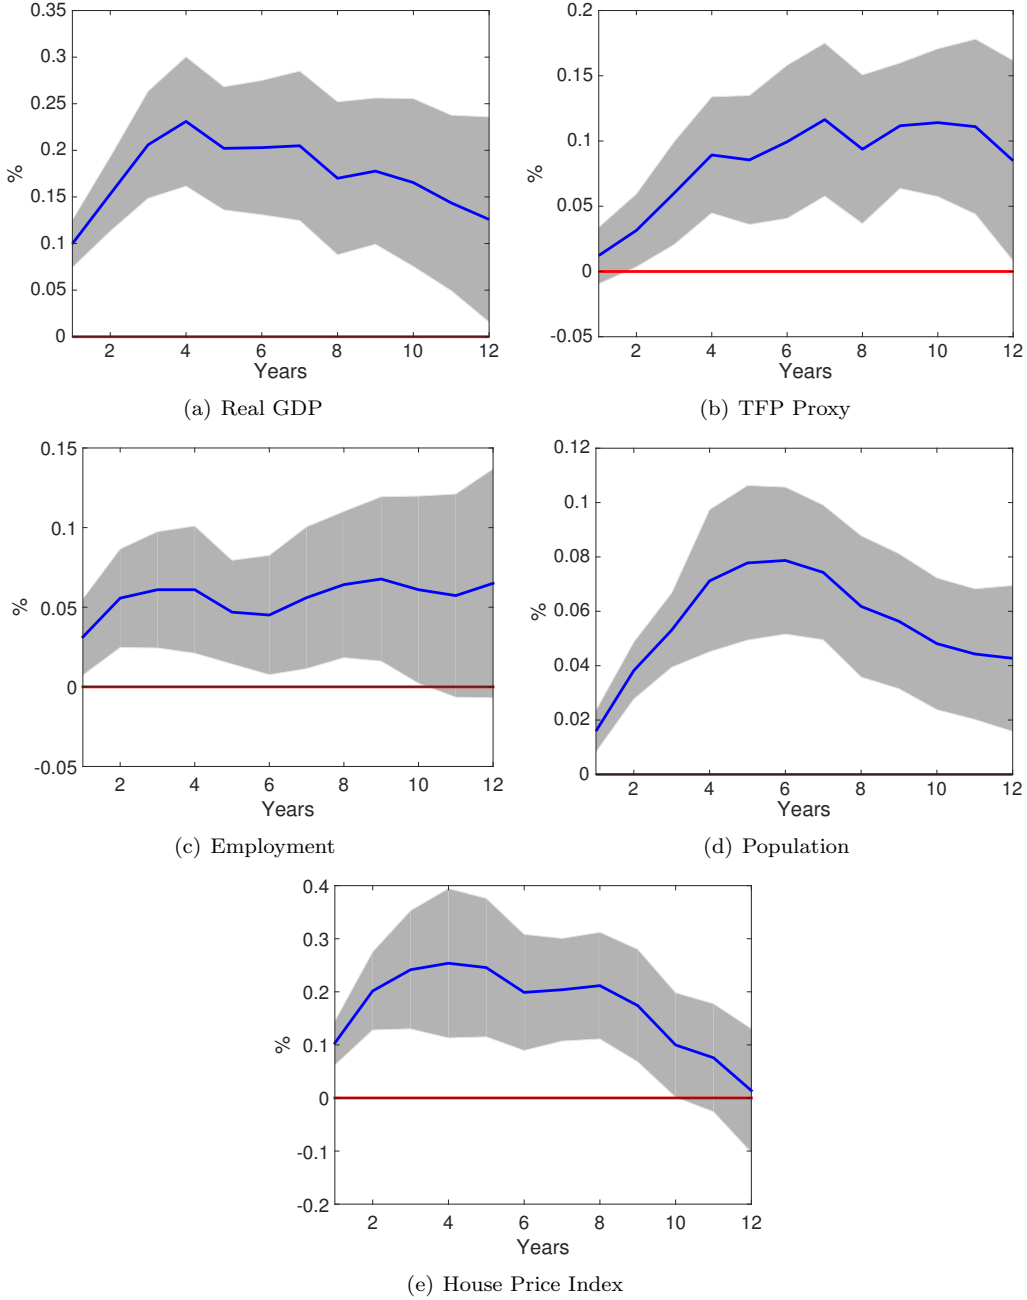 0.35
0.3
0.25
0.2
0.15
0.1
0.05
0
%
2 4 6 8 10 12
Years
(a) Real GDP
0.2
0.15
0.1
0.05
0
-0.05
%
2 4 6 8 10 12
Years
(b) TFP Proxy
0.15
0.1
0.05
0
-0.05
%
2 4 6 8 10 12
Years
(c) Employment
0.12
0.1
0.08
0.06
0.04
0.02
0
%
2 4 6 8 10 12
Years
(d) Population
0.4
0.3
0.2
0.1
0
-0.1
-0.2
%
2 4 6 8 10 12
Years
(e) House Price Index